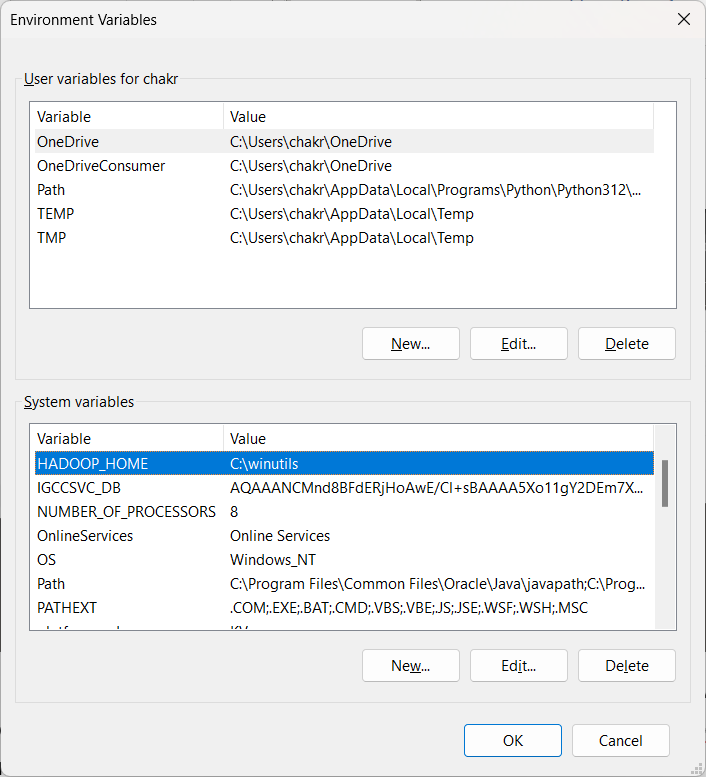 Environment Variables
User variables for chakr
Variable Value
OneDrive C:\Users\chakr\OneDrive
OneDriveConsumer C:\Users\chakr\OneDrive
Path C:\Users\chakr\AppData\Local\Programs\Python\Python312\...
TEMP C:\Users\chakr\AppData\Local\Temp
TMP C:\Users\chakr\AppData\Local\Temp
New... Edit... Delete
System variables
Variable Value
HADOOP_HOME C:\winutils
IGCCSVC_DB AQAAANCMnd8BFdERjHoAwE/Cl+sBAAAA5Xo11gY2DEm7X...
NUMBER_OF_PROCESSORS 8
OnlineServices Online Services
OS Windows_NT
Path C:\Program Files\Common Files\Oracle\Java\javapath;C:\Prog...
PATHEXT .COM;.EXE;.BAT;.CMD;.VBS;.VBE;.JS;.JSE;.WSF;.WSH;.MSC
New... Edit... Delete
OK Cancel